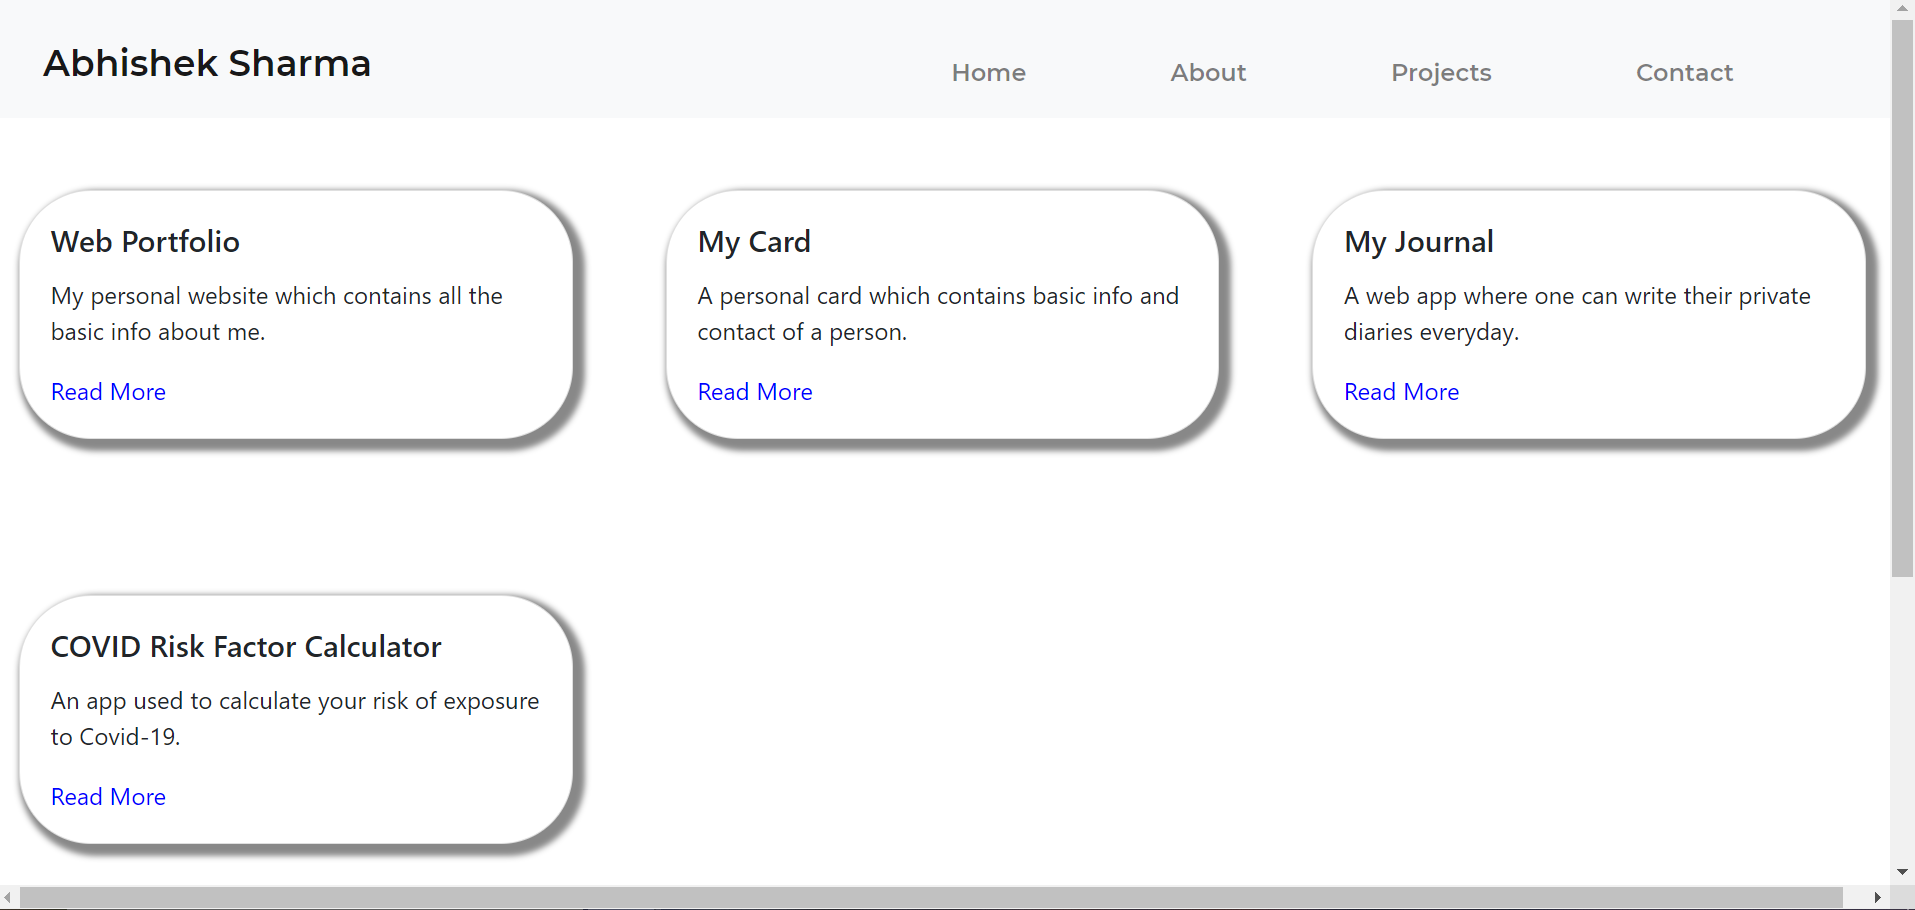 Abhishek Sharma
Home About Projects Contact
Web Portfolio
My personal website which contains all the
basic info about me.
Read More
My Card
A personal card which contains basic info and
contact of a person.
Read More
My Journal
A web app where one can write their private
diaries everyday.
Read More
COVID Risk Factor Calculator
An app used to calculate your risk of exposure
to Covid-19.
Read More